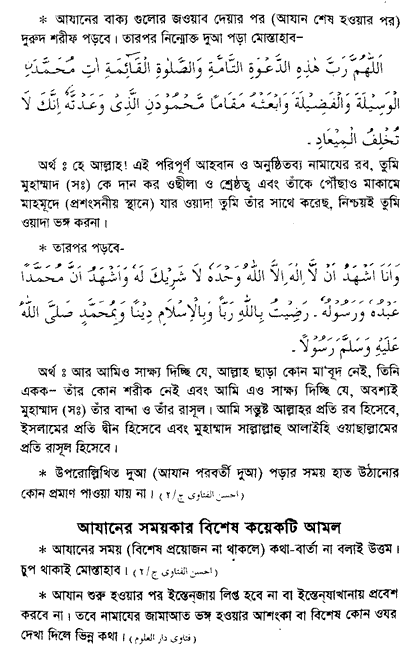 * আযানের বাক্য গুলোর জওয়াব দেয়ার পর (আযান শেষ হওয়ার পর)
দুরুদ শরীফ পড়বে। তারপর নিম্নোক্ত দুআ পড়া মোস্তাহাব–
اَللّٰهُمَّ رَبَّ هٰذِهِ الدَّعْوَةِ التَّامَّةِ وَالصَّلٰوةِ الْقَائِمَةِ اٰتِ مُحَمَّدَنِ
الْوَسِيْلَةَ وَالْفَضِيْلَةَ وَابْعَثْهُ مَقَامًا مَّحْمُوْدَنِ الَّذِىْ وَعَدْتَّهٗ اِنَّكَ لَا
تُخْلِفُ الْمِيْعَادِ۔
অর্থ ঃ হে আল্লাহ! এই পরিপূর্ণ আহবান ও অনুষ্ঠিতব্য নামাযের রব, তুমি
মুহাম্মাদ (সঃ) কে দান কর ওছীলা ও শ্রেষ্ঠত্ব এবং তাঁকে পৌঁছাও মাকামে
মাহমূদে (প্রশংসনীয় স্থানে) যার ওয়াদা তুমি তাঁর সাথে করেছ, নিশ্চয়ই তুমি
ওয়াদা ভঙ্গ করনা।
* তারপর পড়বে-
وَاَنَا اَشْهَدُ اَنْ لَّا اِلٰهَ اِلَّا اللّٰهُ وَحْدَهٗ لَا شَرِيْكَ لَهٗ وَاَشْهَدُ اَنَّ مُحَمَّدًا
عَبْدُهٗ وَرَسُوْلُهٗ۔ رَضِيْتُ بِاللّٰهِ رَبًّا وَّبِالْاِسْلَامِ دِيْنًا وَّبِمُحَمَّدٍ صَلَّى اللّٰهُ
عَلَيْهِ وَسَلَّمَ رَسُوْلًا۔
অর্থ ঃ আর আমিও সাক্ষ্য দিচ্ছি যে, আল্লাহ ছাড়া কোন মা'বূদ নেই, তিনি
একক– তাঁর কোন শরীক নেই এবং আমি এও সাক্ষ্য দিচ্ছি যে, অবশ্যই
মুহাম্মাদ (সঃ) তাঁর বান্দা ও তাঁর রাসূল। আমি সন্তুষ্ট আল্লাহর প্রতি রব হিসেবে,
ইসলামের প্রতি দ্বীন হিসেবে এবং মুহাম্মাদ সাল্লাল্লাহু আলাইহি ওয়াছাল্লামের
প্রতি রাসূল হিসেবে।
* উপরোল্লিখিত দুআ (আযান পরবর্তী দুআ) পড়ার সময় হাত উঠানোর
কোন প্রমাণ পাওয়া যায় না। (احسن الفتاوى ج/٢)
আযানের সময়কার বিশেষ কয়েকটি আমল
* আযানের সময় (বিশেষ প্রয়োজন না থাকলে) কথা-বার্তা না বলাই উত্তম।
চুপ থাকাই মোস্তাহাব। (احسن الفتاوى ج/٢)
* আযান শুরু হওয়ার পর ইস্তেন্জায় লিপ্ত হবে না বা ইস্তেনযাখানায় প্রবেশ
করবে না। তবে নামাযের জামাআত ভঙ্গ হওয়ার আশংকা বা বিশেষ কোন ওযর
দেখা দিলে ভিন্ন কথা। (فتاوى دار العلوم)